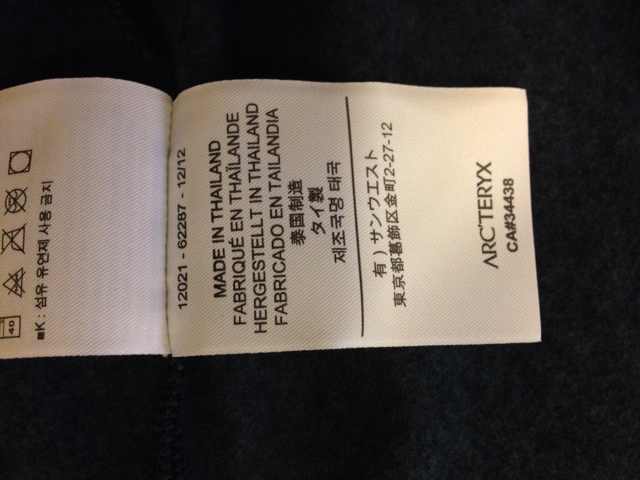 40
■K : 섬유 유연제 사용 금지
12021 - 62287 - 12/12
MADE IN THAILAND
FABRIQUÉ EN THAÏLANDE
HERGESTELLT IN THAILAND
FABRICADO EN TAILANDIA
泰国制造
タイ製
제조국명 태국
有 ) サンウエスト
東京都葛飾区金町2-27-12
ARC'TERYX
CA#34438